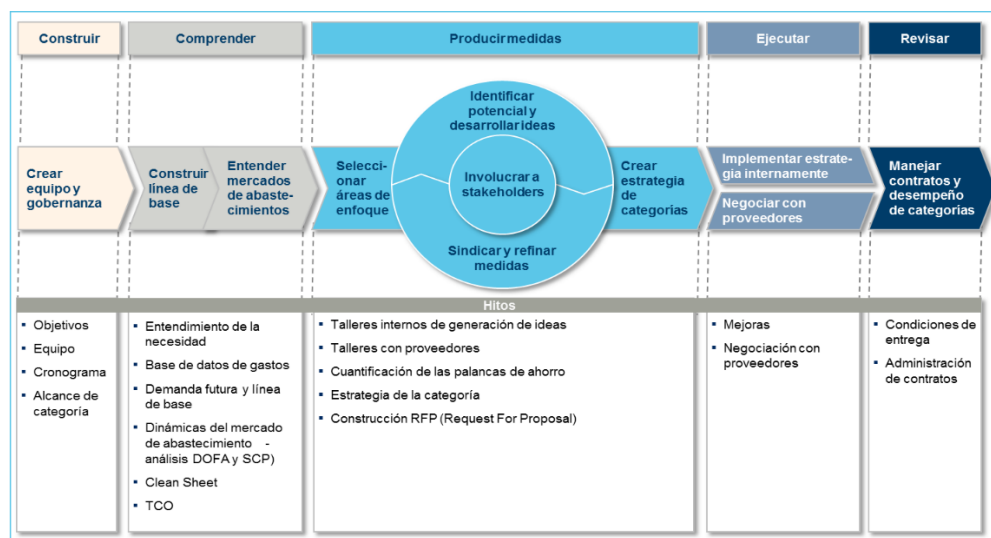 Construir
Comprender
Producir medidas
Ejecutar
Revisar
Crear
equipo y
gobernanza
Construir
línea de
base
Entender
mercados
de abaste-
cimientos
Selecci-
onar
áreas de
enfoque
Identificar
potencial y
desarrollar ideas
Involucrar a
stakeholders
Sindicar y refinar
medidas
Crear
estrategia
de
categorías
Implementar estrate-
gia internamente
Negociar con
proveedores
Manejar
contratos y
desempeño
de categorías
Hitos
▪ Objetivos
▪ Equipo
▪ Cronograma
▪ Alcance de
categoría
▪ Entendimiento de la
necesidad
▪ Base de datos de gastos
▪ Demanda futura y línea
de base
▪ Dinámicas del mercado
de abastecimiento -
análisis DOFA y SCP)
▪ Clean Sheet
▪ TCO
▪ Talleres internos de generación de ideas
▪ Talleres con proveedores
▪ Cuantificación de las palancas de ahorro
▪ Estrategia de la categoría
▪ Construcción RFP (Request For Proposal)
▪ Mejoras
▪ Negociación con
proveedores
▪ Condiciones de
entrega
▪ Administración
de contratos